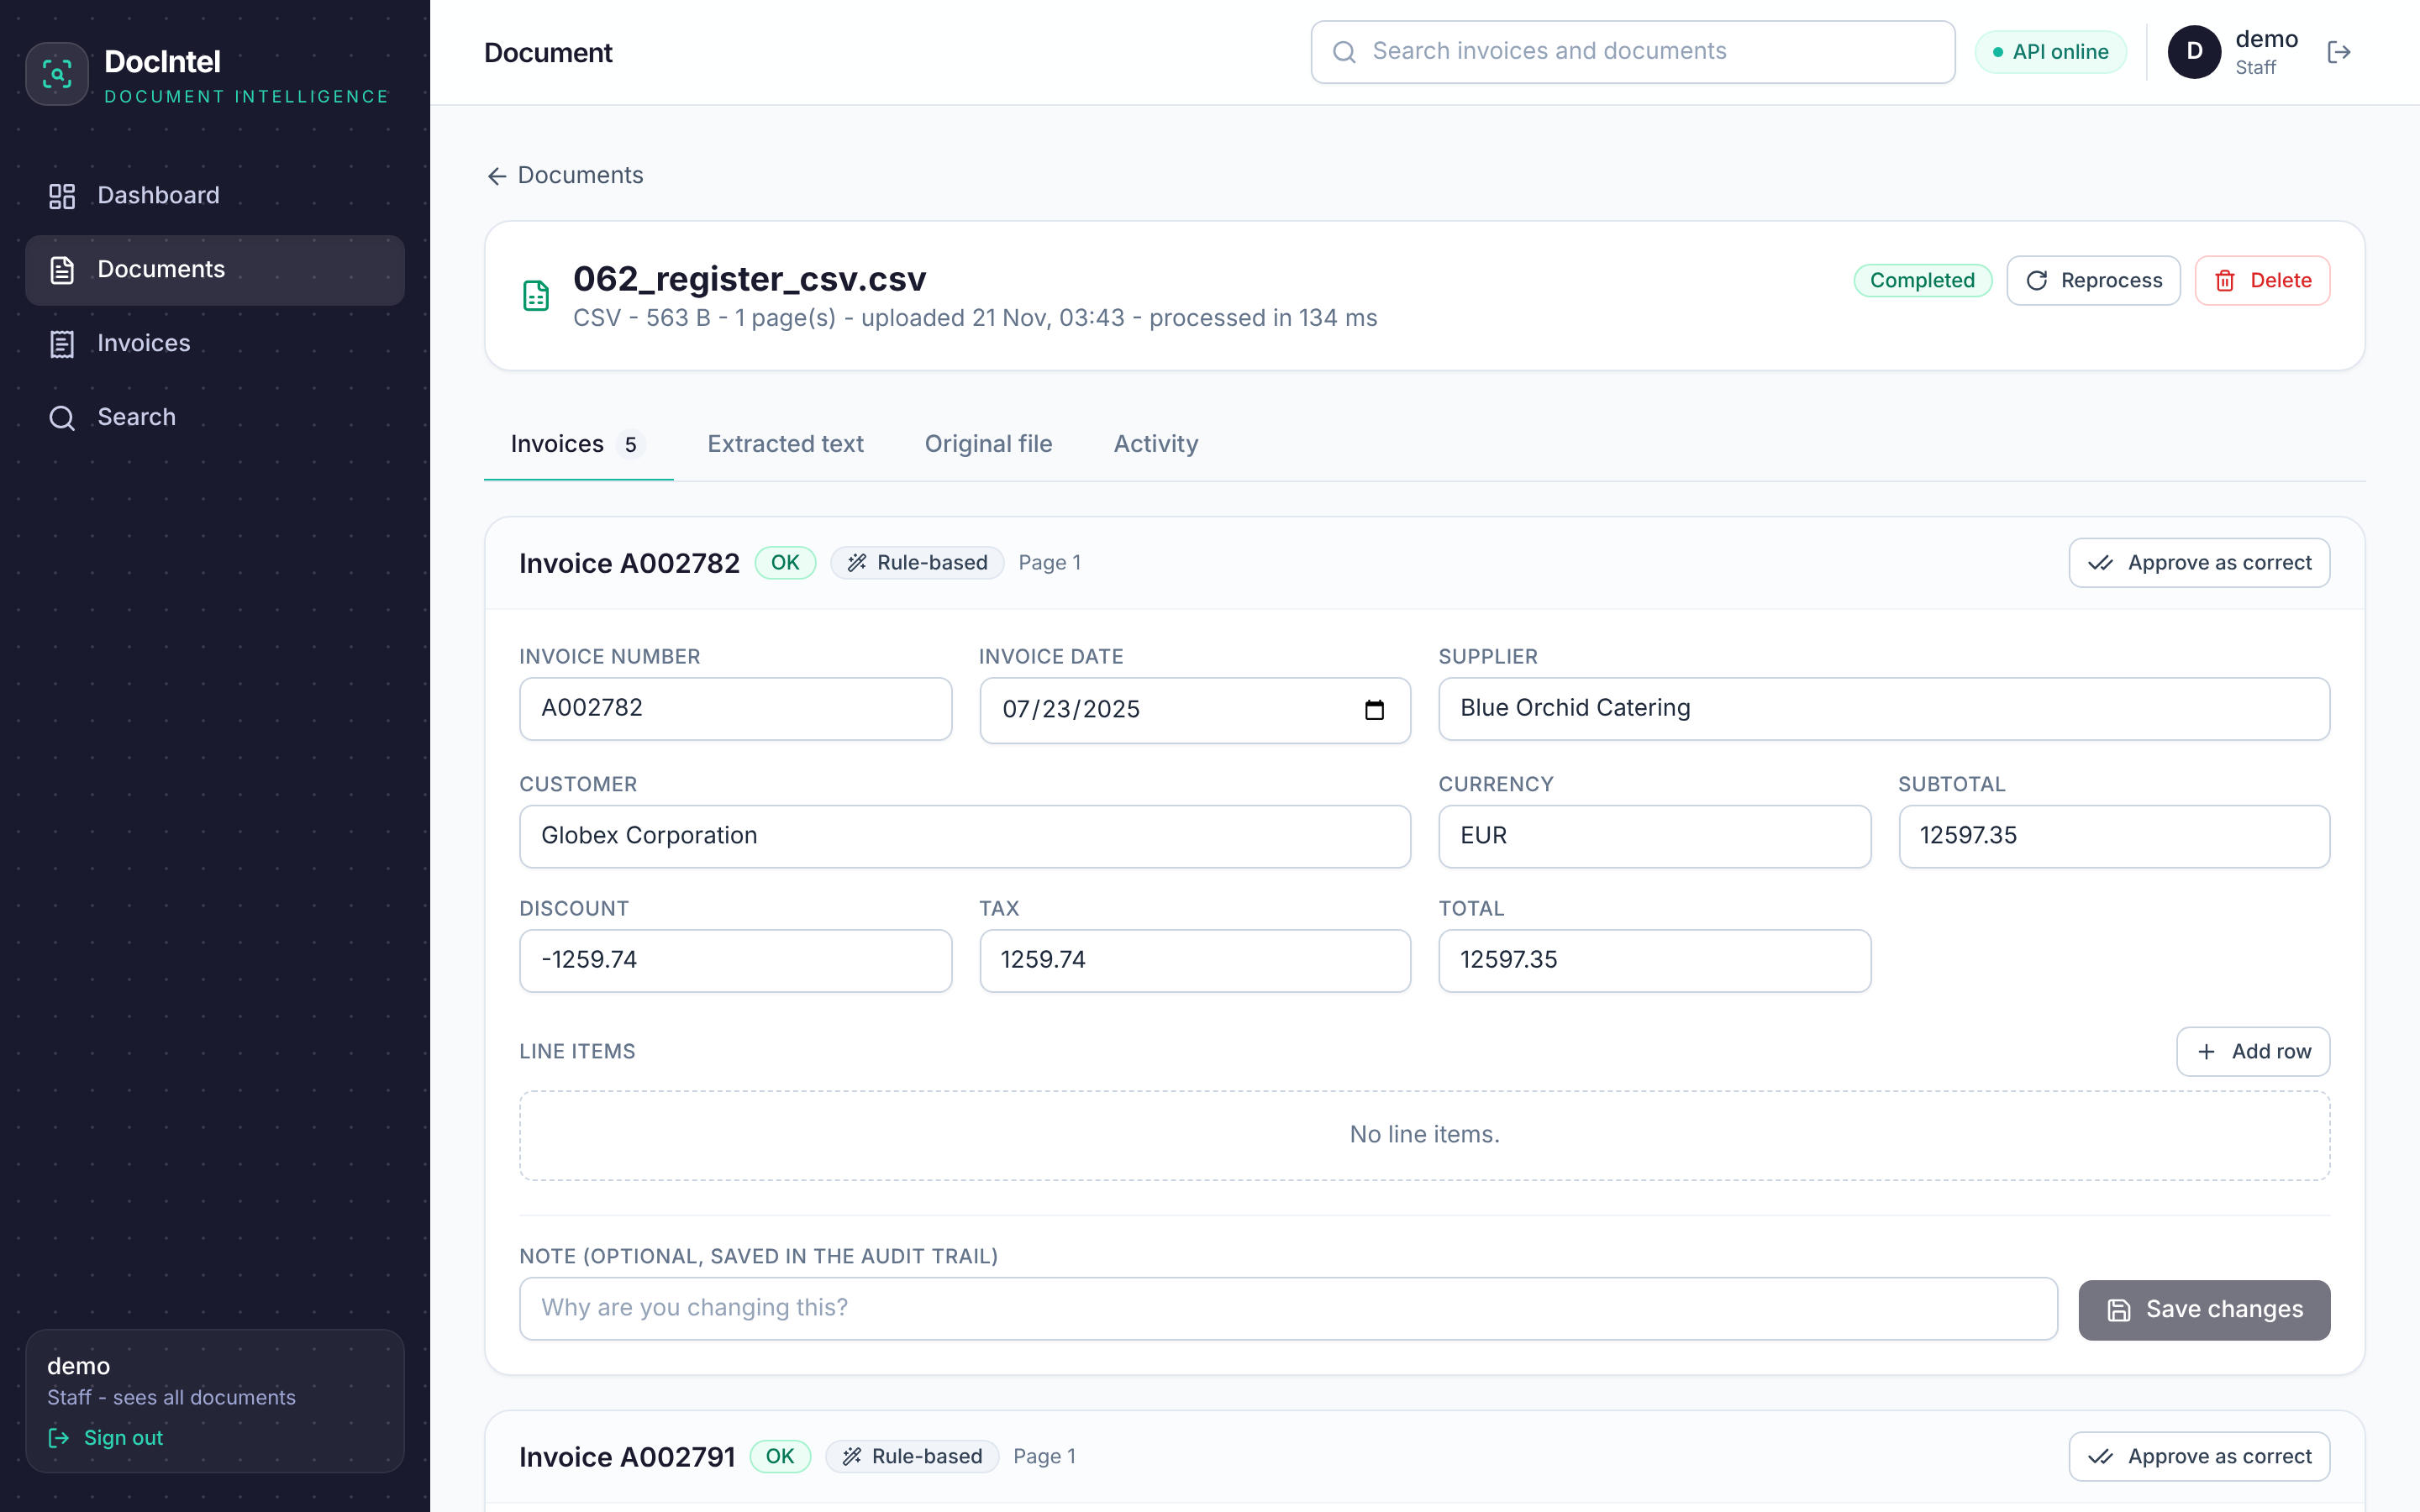 DocIntel
DOCUMENT INTELLIGENCE
Dashboard
Documents
Invoices
Search
demo
Staff - sees all documents
Sign out
Document
Search invoices and documents
API online
D
demo
Staff
Documents
062_register_csv.csv
CSV - 563 B - 1 page(s) - uploaded 21 Nov, 03:43 - processed in 134 ms
Completed
Reprocess
Delete
Invoices 5
Extracted text
Original file
Activity
Invoice A002782 OK Rule-based Page 1
Approve as correct
INVOICE NUMBER
A002782
INVOICE DATE
07/23/2025
SUPPLIER
Blue Orchid Catering
CUSTOMER
Globex Corporation
CURRENCY
EUR
SUBTOTAL
12597.35
DISCOUNT
-1259.74
TAX
1259.74
TOTAL
12597.35
LINE ITEMS
Add row
No line items.
NOTE (OPTIONAL, SAVED IN THE AUDIT TRAIL)
Why are you changing this?
Save changes
Invoice A002791 OK Rule-based Page 1
Approve as correct